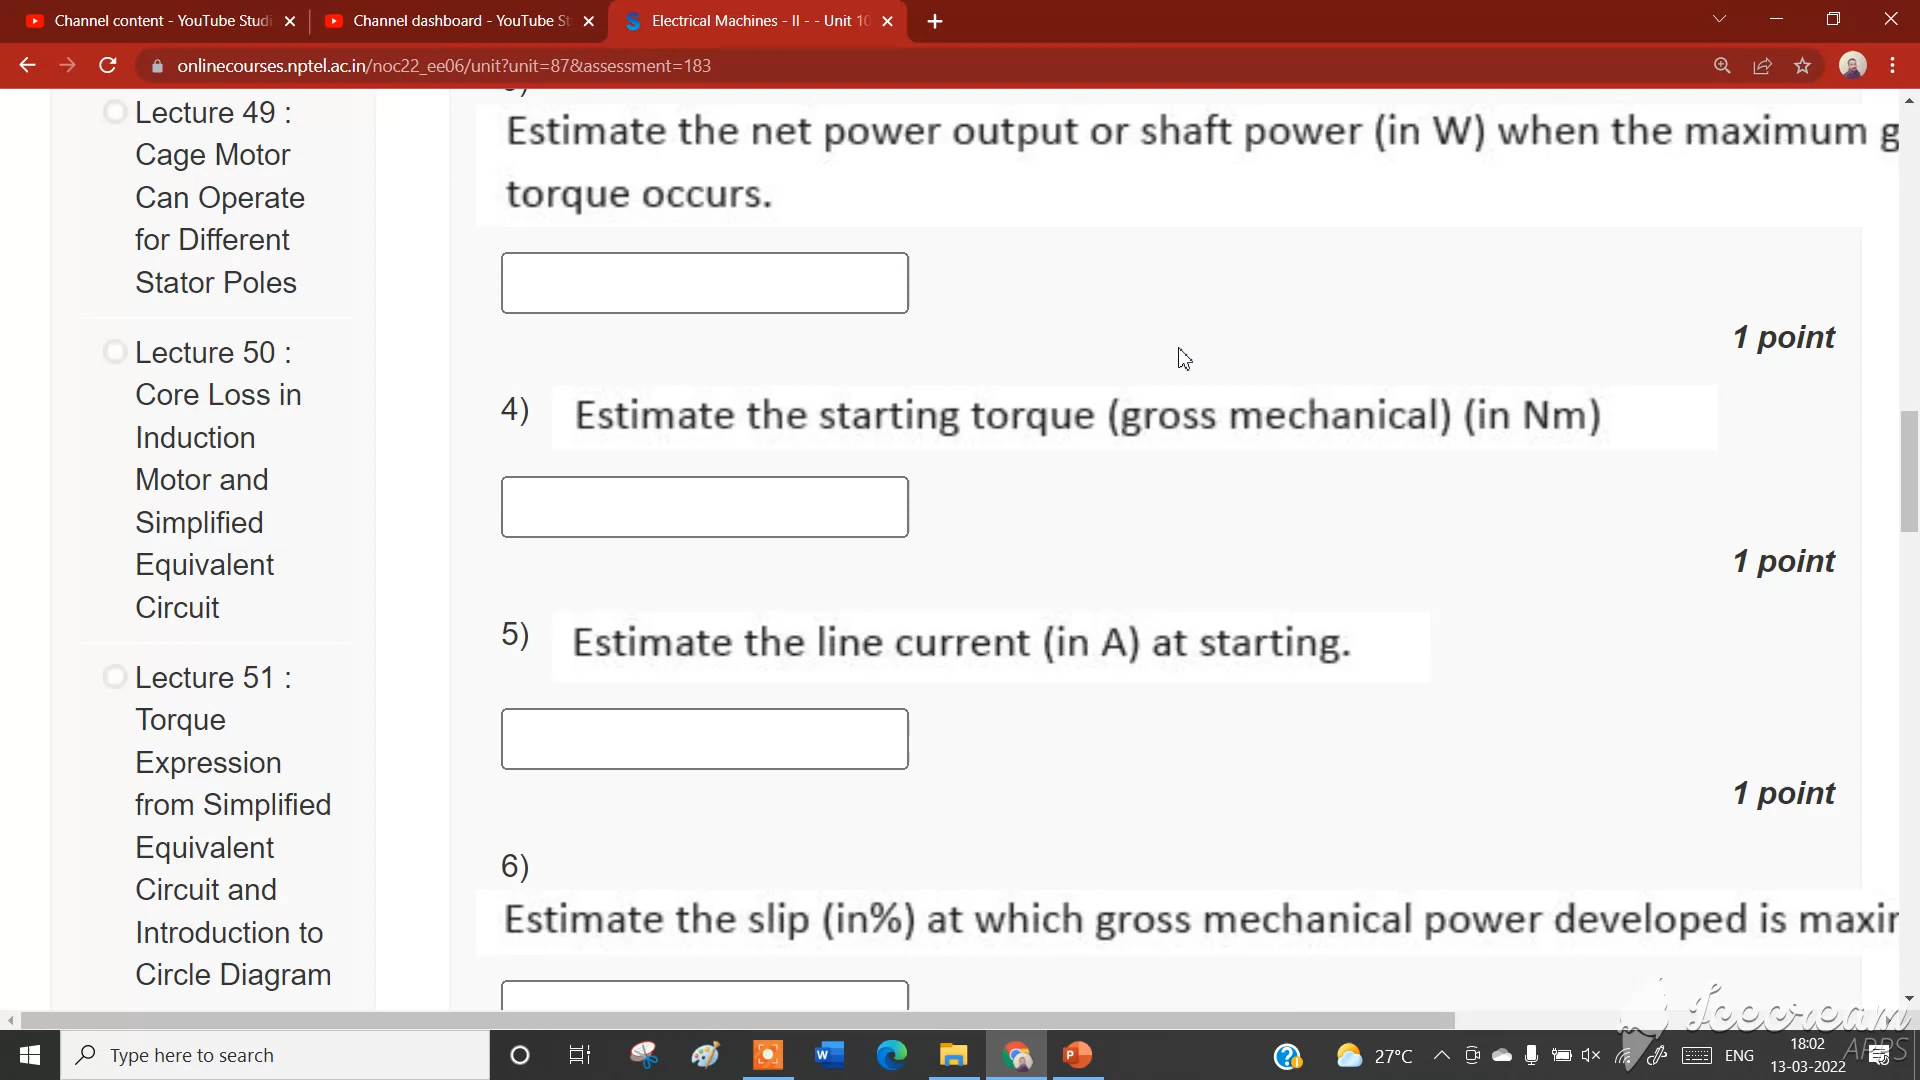 Channel content - YouTube Studi
Channel dashboard - YouTube St
Electrical Machines - II - - Unit 10
onlinecourses.nptel.ac.in/noc22_ee06/unit?unit=87&assessment=183
Lecture 49 :
Cage Motor
Can Operate
for Different
Stator Poles
Lecture 50 :
Core Loss in
Induction
Motor and
Simplified
Equivalent
Circuit
Lecture 51 :
Torque
Expression
from Simplified
Equivalent
Circuit and
Introduction to
Circle Diagram
Estimate the net power output or shaft power (in W) when the maximum g
torque occurs.
1 point
4) Estimate the starting torque (gross mechanical) (in Nm)
1 point
5) Estimate the line current (in A) at starting.
1 point
6)
Estimate the slip (in%) at which gross mechanical power developed is maxim
Icecream
APPS
Type here to search
27°C
ENG
18:02
13-03-2022